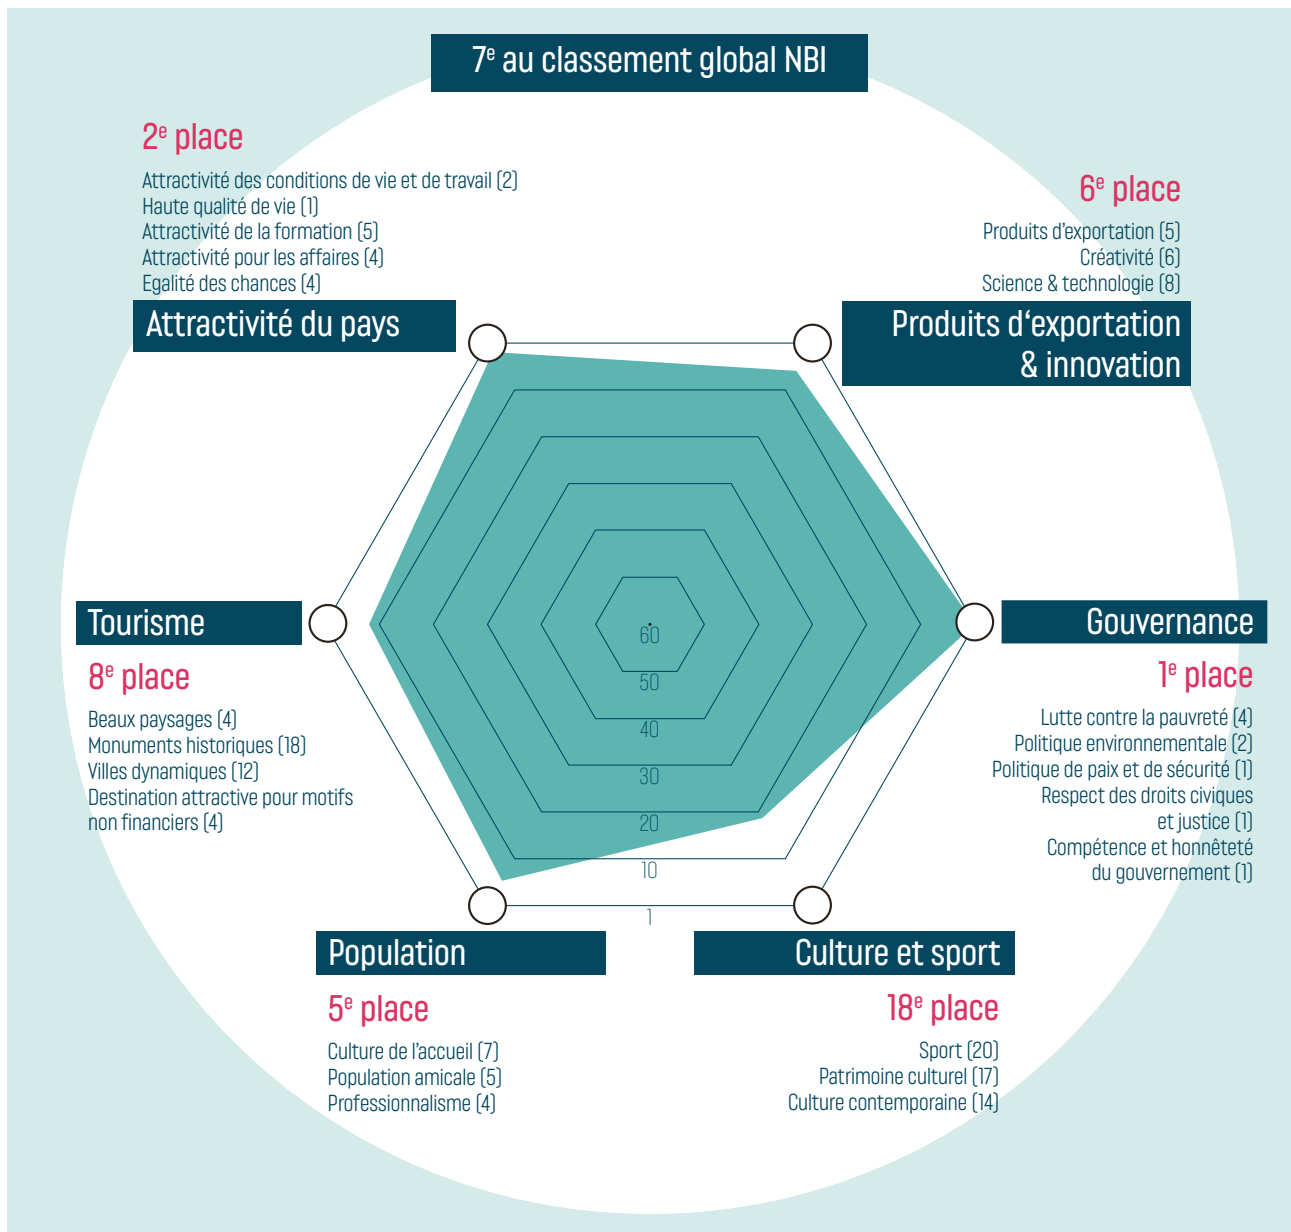 7e au classement global NBI
2e place
Attractivité des conditions de vie et de travail (2)
Haute qualité de vie (1)
Attractivité de la formation (5)
Attractivité pour les affaires (4)
Egalité des chances (4)
Attractivité du pays
6e place
Produits d'exportation (5)
Créativité (6)
Science & technologie (8)
Produits d‘exportation
& innovation
Tourisme
8e place
Beaux paysages (4)
Monuments historiques (18)
Villes dynamiques (12)
Destination attractive pour motifs
non financiers (4)
Gouvernance
1e place
Lutte contre la pauvreté (4)
Politique environnementale (2)
Politique de paix et de sécurité (1)
Respect des droits civiques
et justice (1)
Compétence et honnêteté
du gouvernement (1)
60
50
40
30
20
10
1
Population
5e place
Culture de l'accueil (7)
Population amicale (5)
Professionnalisme (4)
Culture et sport
18e place
Sport (20)
Patrimoine culturel (17)
Culture contemporaine (14)